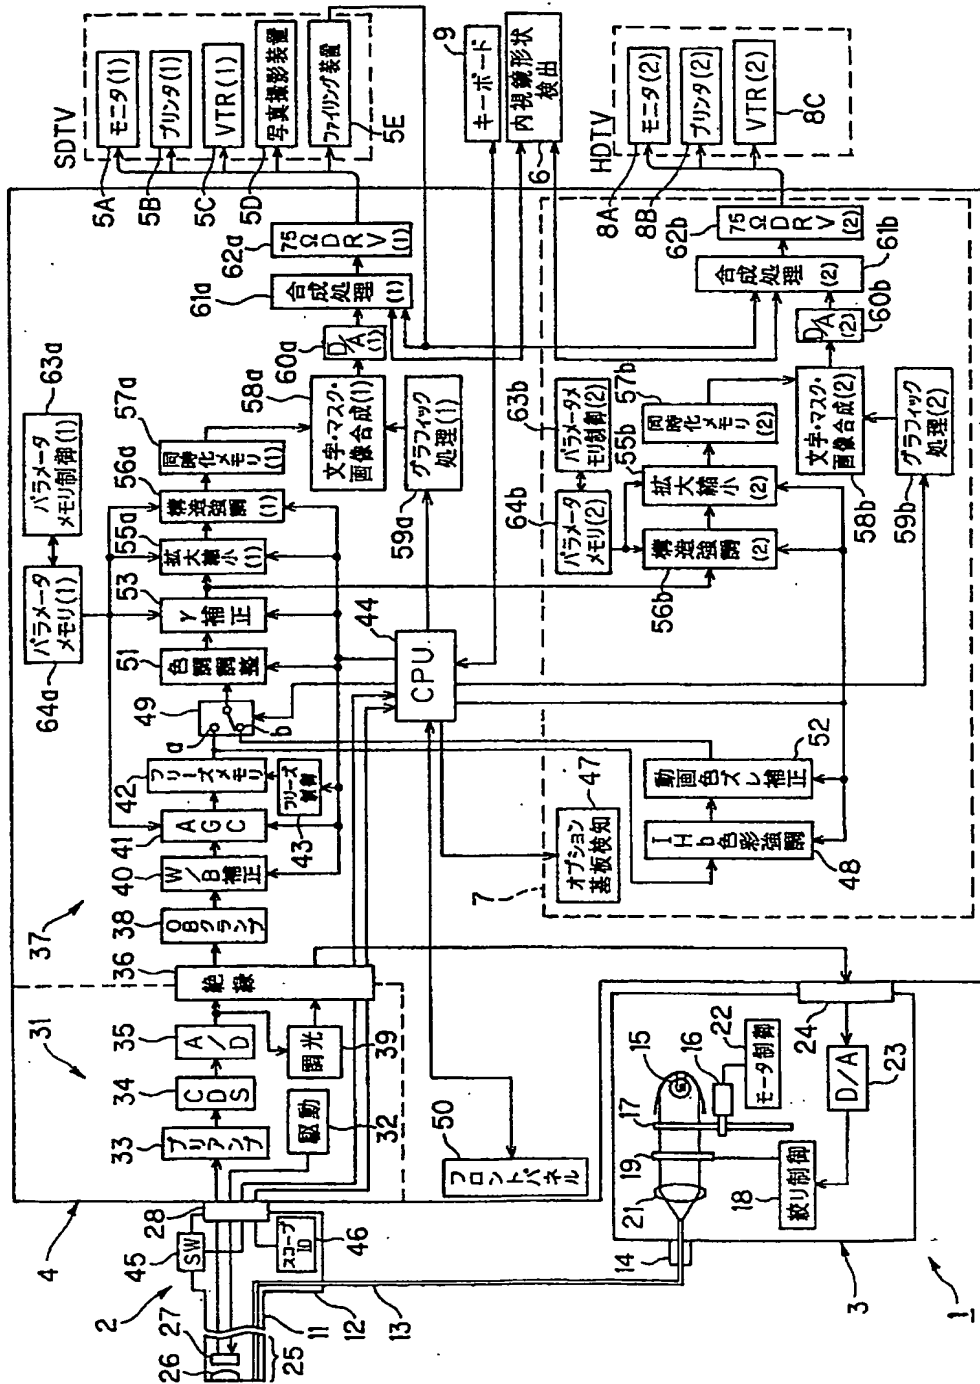 SDTV
5A
モニタ(1)
5B
プリンタ(1)
5C
VTR(1)
5D
写真撮影装置
ファイリング装置
5E
9
キーボード
内視鏡形状
検出
6
HDTV
8A
モニタ(2)
8B
プリンタ(2)
VTR(2)
8C
62a
75ΩDRV(1)
61a
合成処理(1)
60a
D/A(1)
58a
文字・マスク・
画像合成(1)
59a
グラフィック
処理(1)
63a
パラメータ
メモリ制御(1)
64a
パラメータ
メモリ(1)
57a
同時化メモリ(1)
56a
構造強調(1)
55a
拡大縮小(1)
53
γ補正
51
色調調整
49
a
b
42
フリーズメモリ
43
フリーズ
制御
41
AGC
40
W/B補正
38
OBクランプ
37
36
絶縁
31
35
A/D
34
CDS
33
プリアンプ
39
調光
32
駆動
44
CPU
62b
75ΩDRV(2)
61b
合成処理(2)
60b
D/A(2)
58b
文字・マスク・
画像合成(2)
59b
グラフィック
処理(2)
63b
パラメータメ
モリ制御(2)
64b
パラメータ
メモリ(2)
57b
同時化メモリ(2)
55b
拡大縮小(2)
56b
構造強調(2)
52
動画色ズレ補正
48
IHb色彩強調
47
オプション
基板検知
7
50
フロントパネル
4
28
45
SW
46
スコープ
ID
2
27
26
25
11
12
13
14
15
16
17
18
絞り制御
19
21
22
モータ制御
23
D/A
24
3
1